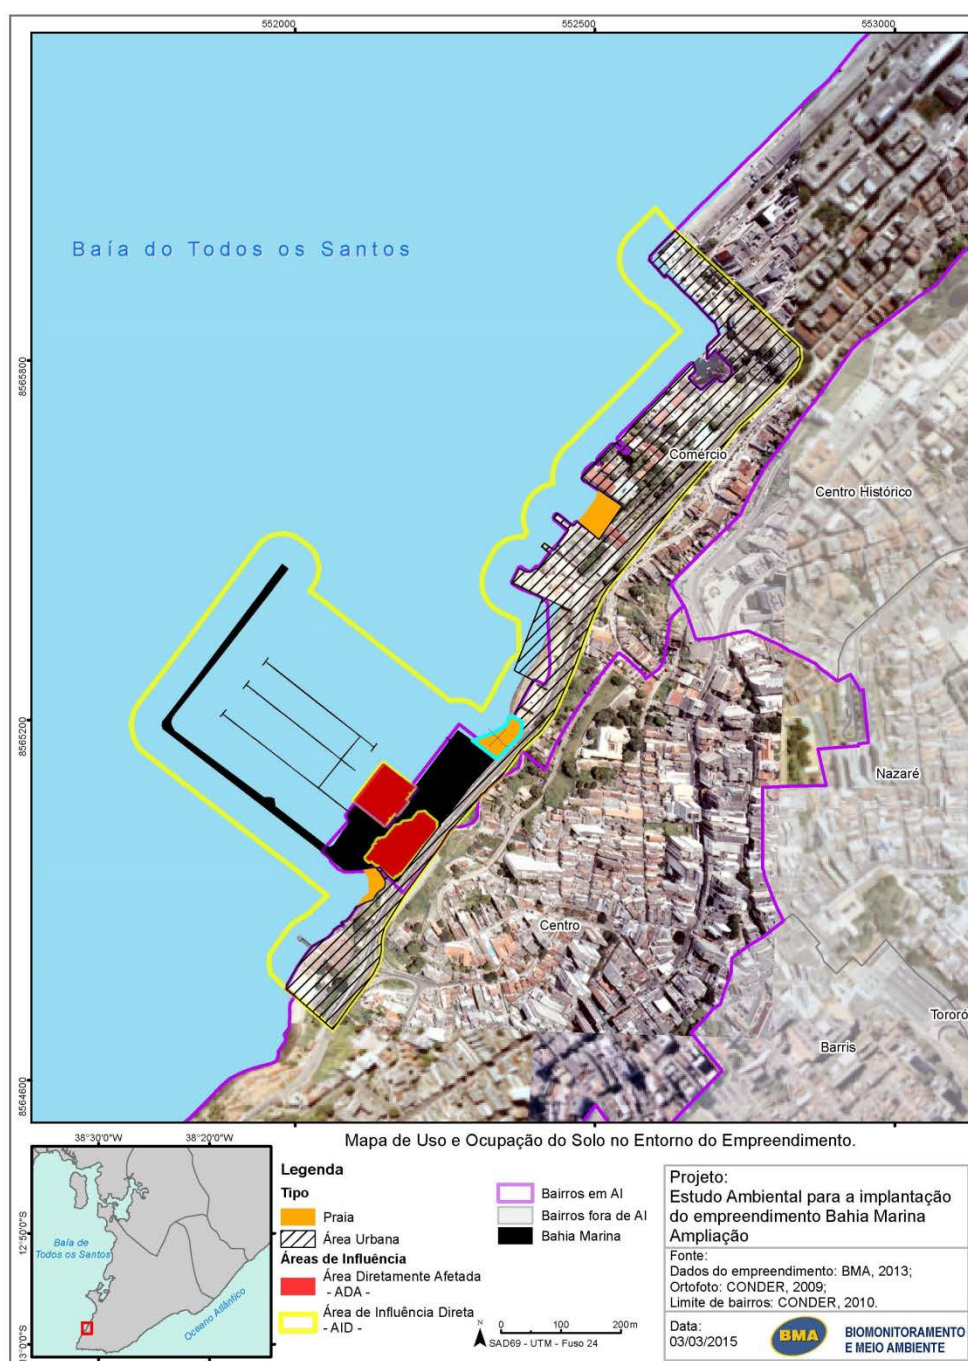 552000
552500
553000
8565800
8565200
8564600
Baía do Todos os Santos
Comércio
Centro Histórico
Nazaré
Centro
Tororó
Barris
Mapa de Uso e Ocupação do Solo no Entorno do Empreendimento.
38°30'0"W
38°20'0"W
12°50'0"S
13°0'0"S
Baía de
Todos os Santos
Oceano Atlântico
Legenda
Tipo
Praia
Área Urbana
Áreas de Influência
Área Diretamente Afetada
- ADA -
Área de Influência Direta
- AID -
Bairros em AI
Bairros fora de AI
Bahia Marina
N
0 100 200 m
SAD69 - UTM - Fuso 24
Projeto:
Estudo Ambiental para a implantação
do empreendimento Bahia Marina
Ampliação
Fonte:
Dados do empreendimento: BMA, 2013;
Ortofoto: CONDER, 2009;
Limite de bairros: CONDER, 2010.
Data:
03/03/2015
BMA
BIOMONITORAMENTO
E MEIO AMBIENTE